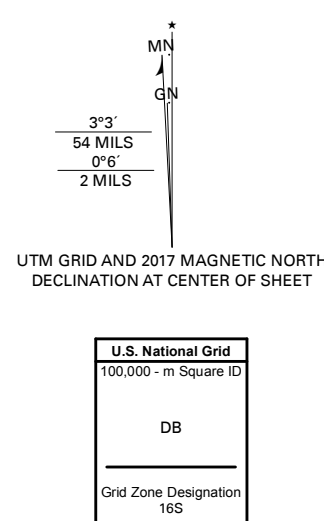 MN
GN
3°3´
54 MILS
0°6´
2 MILS
UTM GRID AND 2017 MAGNETIC NORTH
DECLINATION AT CENTER OF SHEET
U.S. National Grid
100,000 - m Square ID
DB
Grid Zone Designation
16S